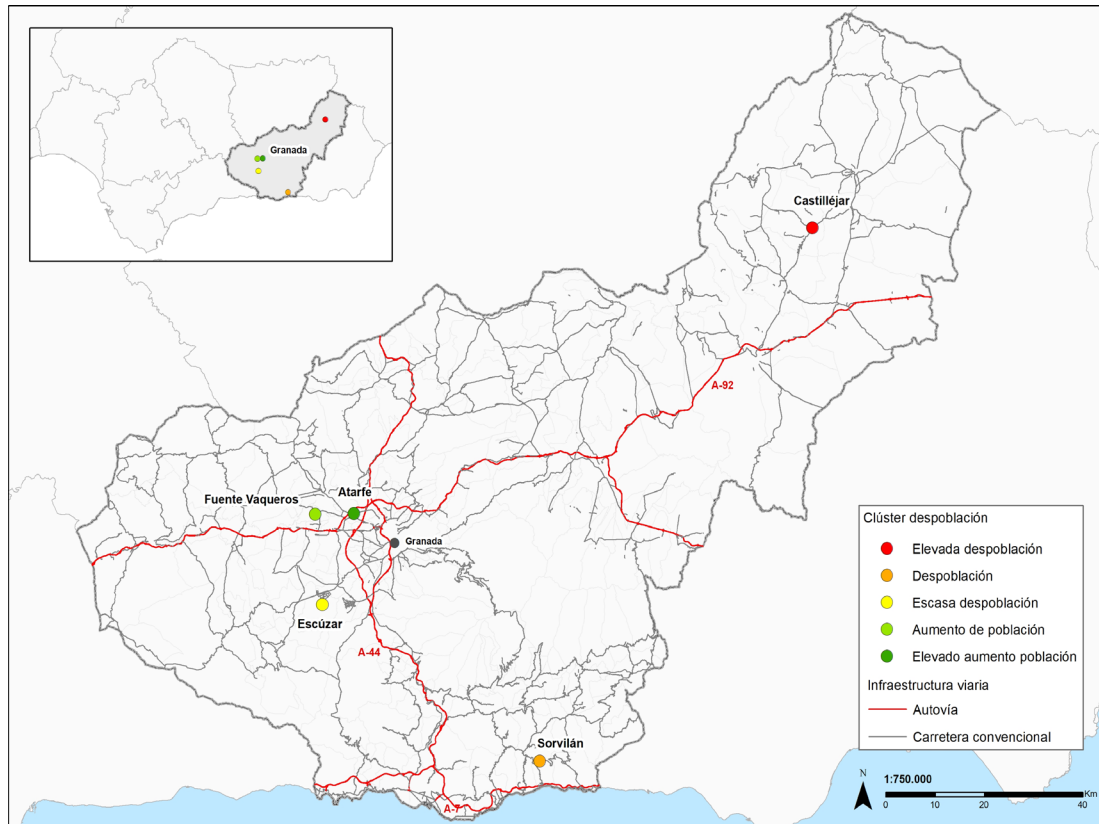 Granada
Castilléjar
A-92
Fuente Vaqueros
Atarfe
Granada
Escúzar
A-44
Sorvilán
A-7
Clúster despoblación
Elevada despoblación
Despoblación
Escasa despoblación
Aumento de población
Elevado aumento población
Infraestructura viaria
Autovía
Carretera convencional
N
1:750.000
Km
0 10 20 40